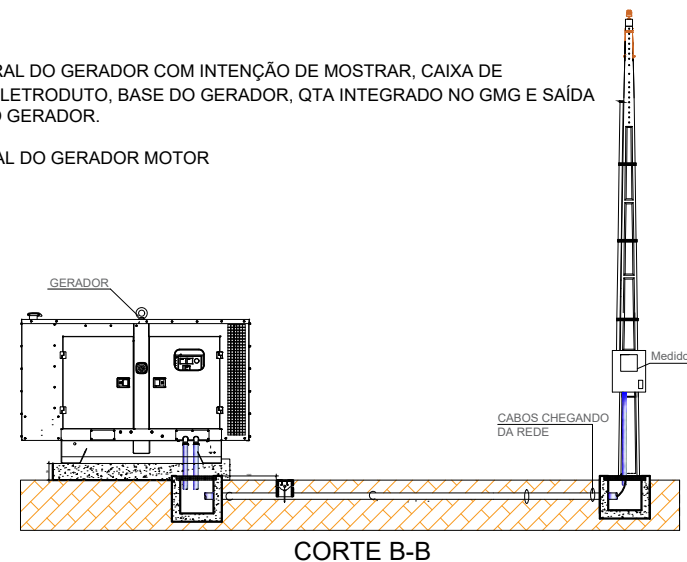 RAL DO GERADOR COM INTENÇÃO DE MOSTRAR, CAIXA DE
LETRODUTO, BASE DO GERADOR, QTA INTEGRADO NO GMG E SAÍDA
O GERADOR.
AL DO GERADOR MOTOR
GERADOR
Medido
CABOS CHEGANDO
DA REDE
CORTE B-B